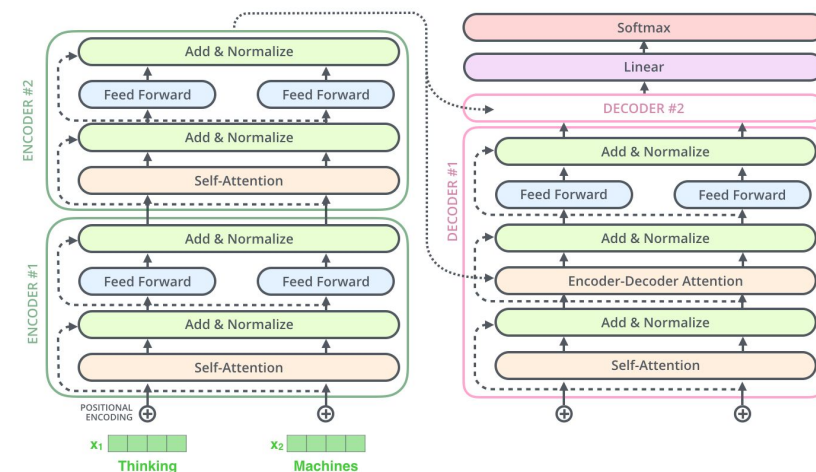 ENCODER #2
Add & Normalize
Feed Forward
Feed Forward
Add & Normalize
Self-Attention
ENCODER #1
Add & Normalize
Feed Forward
Feed Forward
Add & Normalize
Self-Attention
POSITIONAL
ENCODING
x1
x2
Thinking
Machines
Softmax
Linear
DECODER #2
DECODER #1
Add & Normalize
Feed Forward
Feed Forward
Add & Normalize
Encoder-Decoder Attention
Add & Normalize
Self-Attention